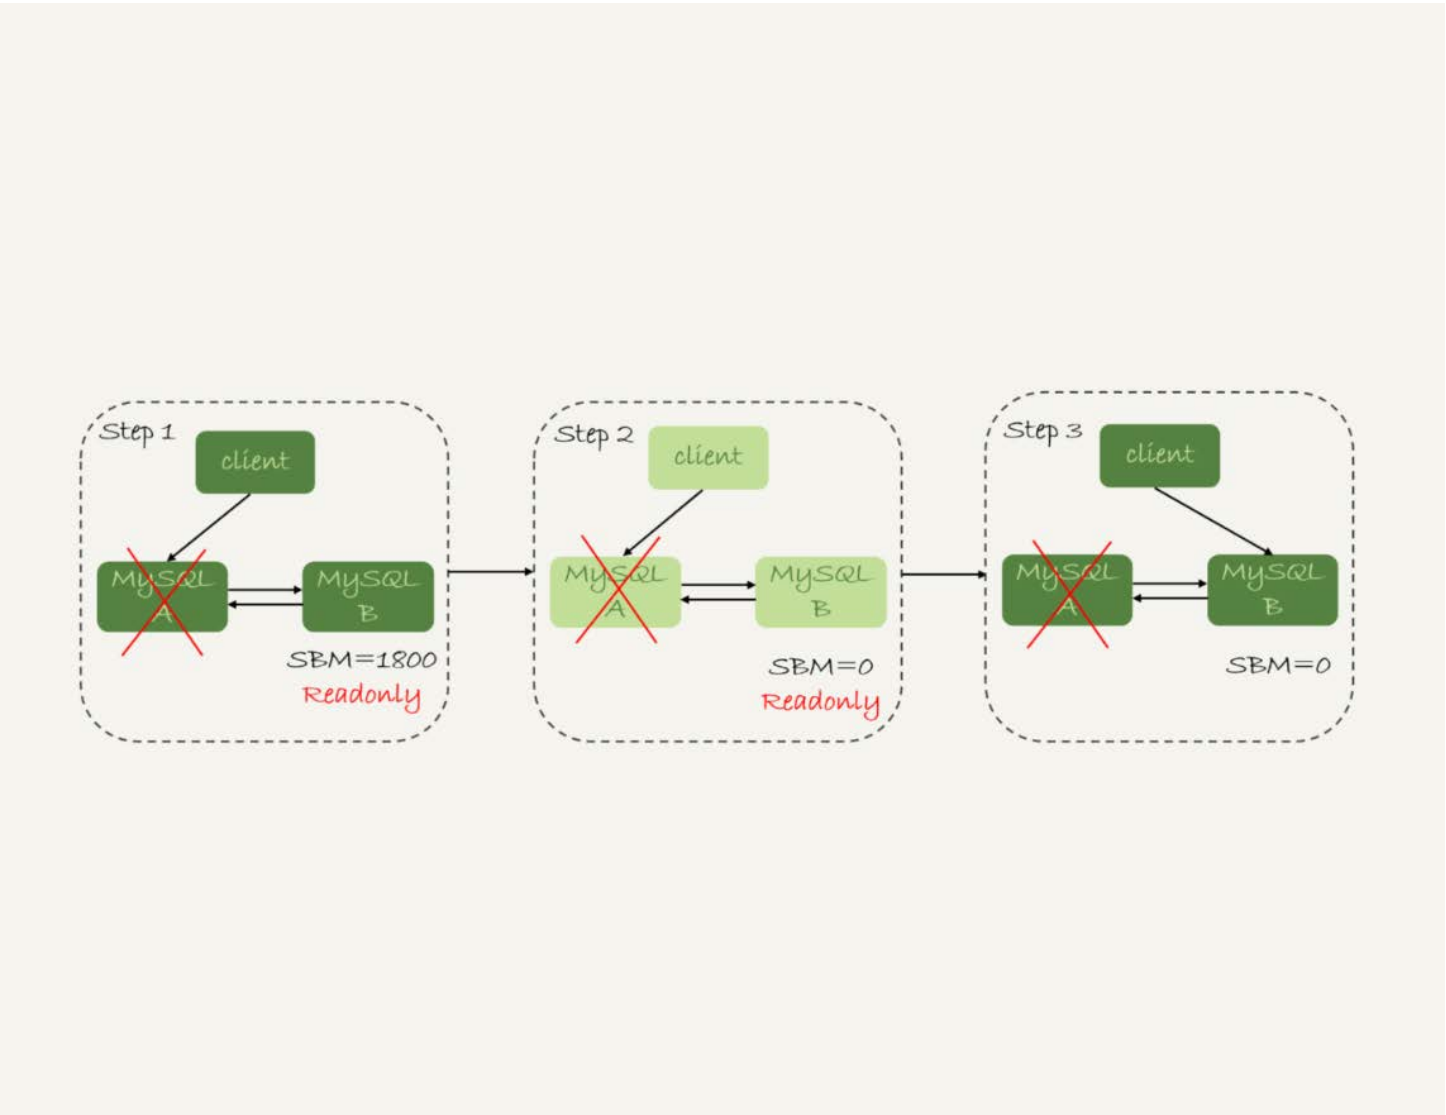 Step 1
client
MySQL
A
MySQL
B
SBM=1800
Readonly
Step 2
client
MySQL
A
MySQL
B
SBM=0
Readonly
Step 3
client
MySQL
A
MySQL
B
SBM=0